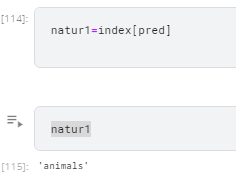 [114]: natur1=index[pred]
natur1
[115]: 'animals'